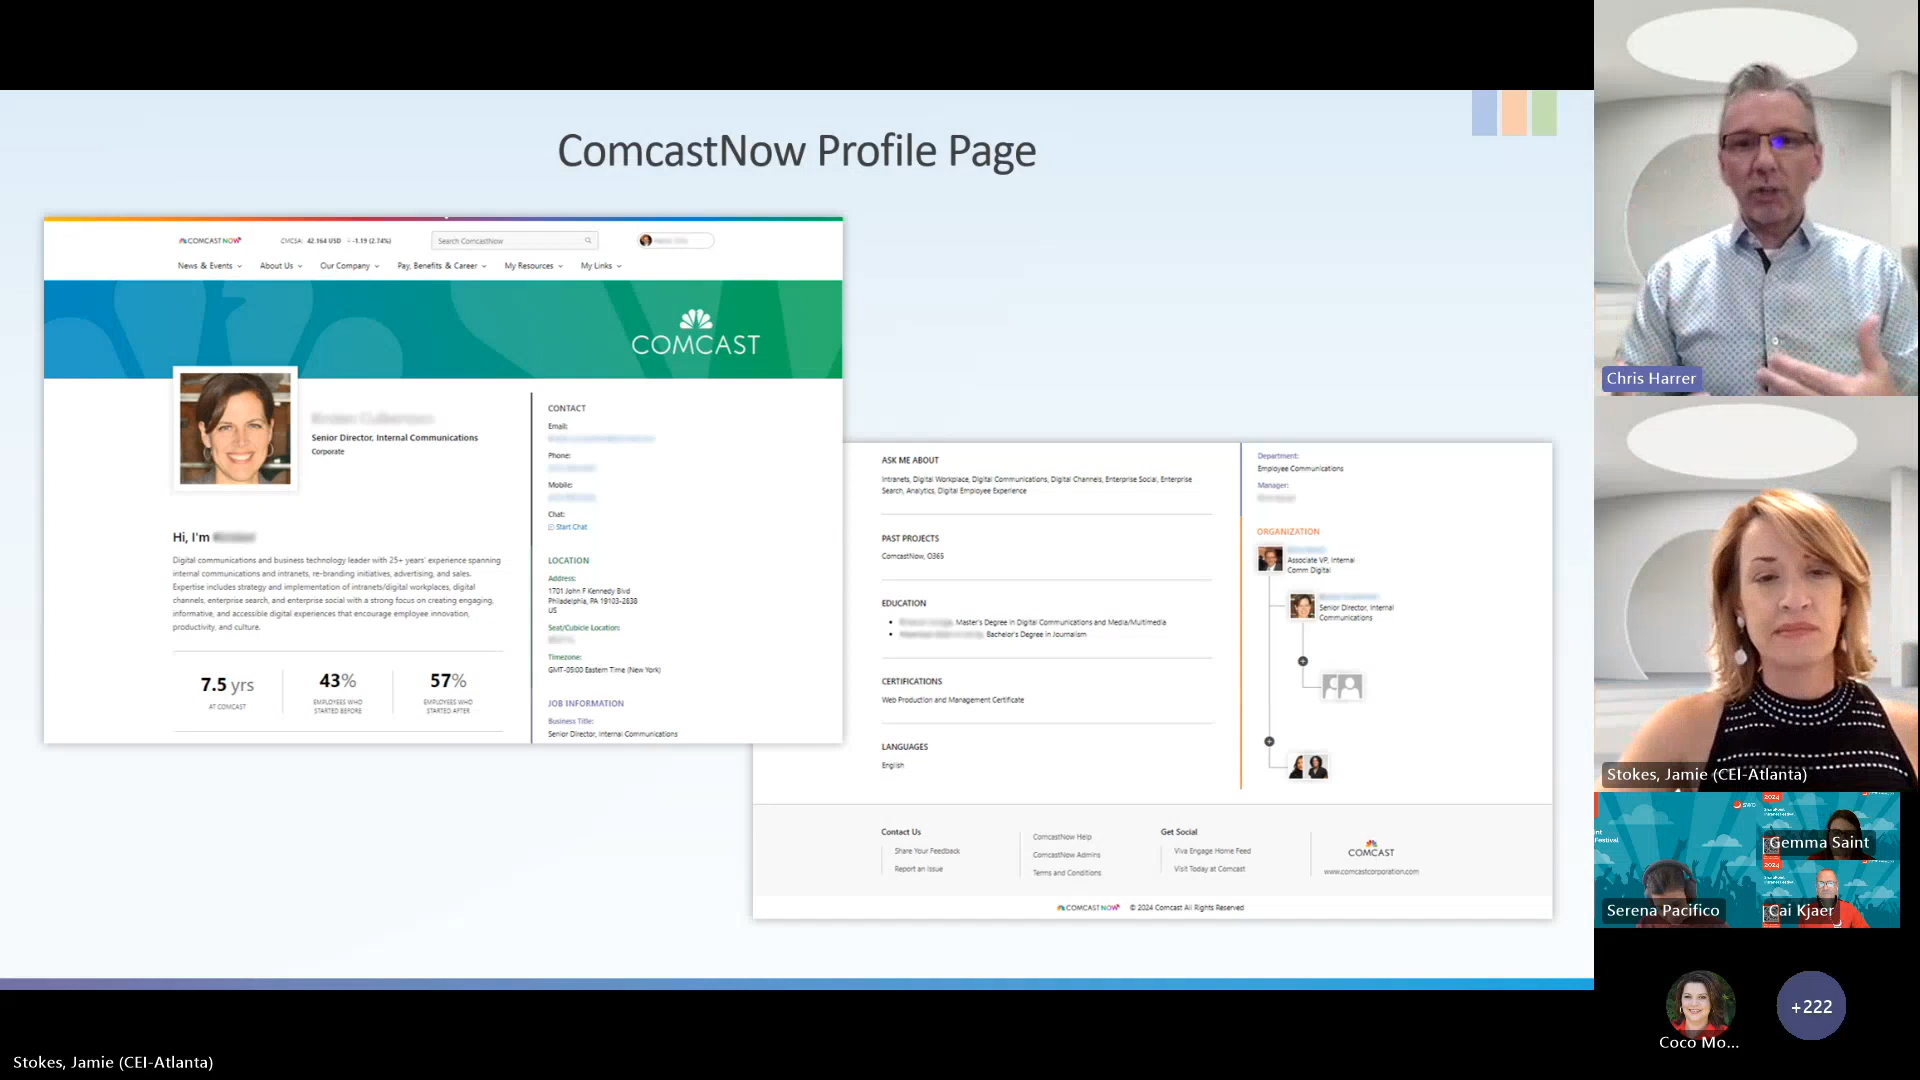 ComcastNow Profile Page
COMCAST NOW
CMCSA: 42.164 USD
-1.19 (2.74%)
Search ComcastNow
News & Events
About Us
Our Company
Pay, Benefits & Career
My Resources
My Links
COMCAST
Senior Director, Internal Communications
Corporate
Hi, I'm
Digital communications and business technology leader with 25+ years' experience spanning
internal communications and intranets, re-branding initiatives, advertising, and sales.
Expertise includes strategy and implementation of intranets/digital workplaces, digital
channels, enterprise search, and enterprise social with a strong focus on creating engaging,
informative, and accessible digital experiences that encourage employee innovation,
productivity, and culture.
7.5 yrs
AT COMCAST
43%
EMPLOYEES WHO
STARTED BEFORE
57%
EMPLOYEES WHO
STARTED AFTER
CONTACT
Email:
Phone:
Mobile:
Chat:
Start Chat
LOCATION
Address:
1701 John F Kennedy Blvd
Philadelphia, PA 19103-2838
US
Seat/Cubicle Location:
Timezone:
GMT-05:00 Eastern Time (New York)
JOB INFORMATION
Business Title:
Senior Director, Internal Communications
ASK ME ABOUT
Intranets, Digital Workplace, Digital Communications, Digital Channels, Enterprise Social, Enterprise
Search, Analytics, Digital Employee Experience
PAST PROJECTS
ComcastNow, O365
EDUCATION
Master's Degree in Digital Communications and Media/Multimedia
Bachelor's Degree in Journalism
CERTIFICATIONS
Web Production and Management Certificate
LANGUAGES
English
Department:
Employee Communications
Manager:
ORGANIZATION
Associate VP, Internal
Comm Digital
Senior Director, Internal
Communications
Contact Us
Share Your Feedback
Report an Issue
ComcastNow Help
ComcastNow Admins
Terms and Conditions
Get Social
Viva Engage Home Feed
Visit Today at Comcast
COMCAST
www.comcastcorporation.com
COMCAST NOW
© 2024 Comcast All Rights Reserved
Chris Harrer
Stokes, Jamie (CEI-Atlanta)
swo
Festival
2024
Gemma Saint
Serena Pacifico
2024
Cai Kjaer
Coco Mo...
+222
Stokes, Jamie (CEI-Atlanta)